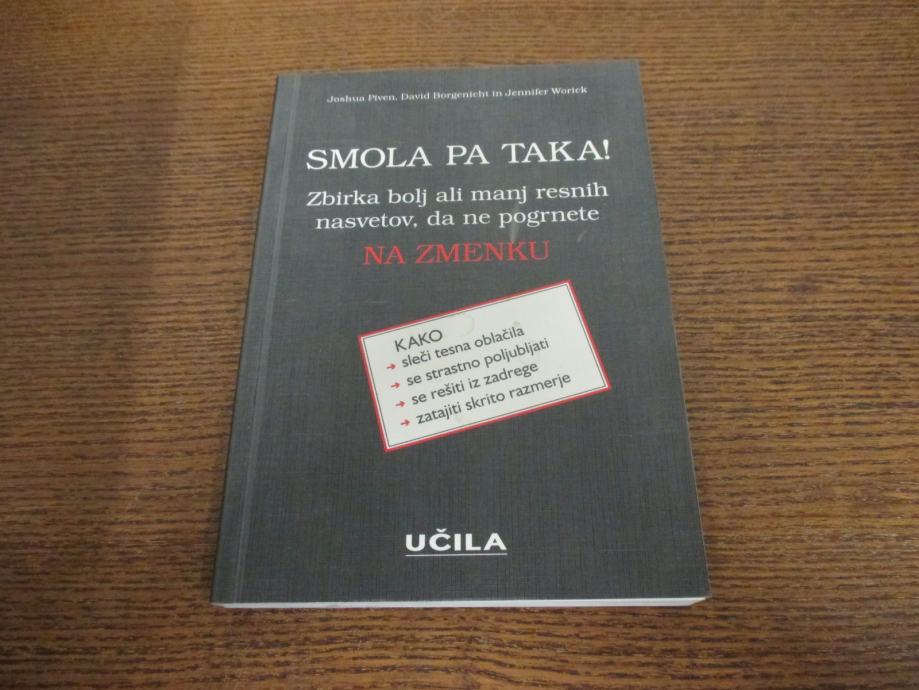 Joshua Piven, David Borgenicht in Jennifer Worick
SMOLA PA TAKA!
Zbirka bolj ali manj resnih
nasvetov, da ne pogrnete
NA ZMENKU
KAKO
→ sleči tesna oblačila
→ se strastno poljubljati
→ se rešiti iz zadrege
→ zatajiti skrito razmerje
UČILA